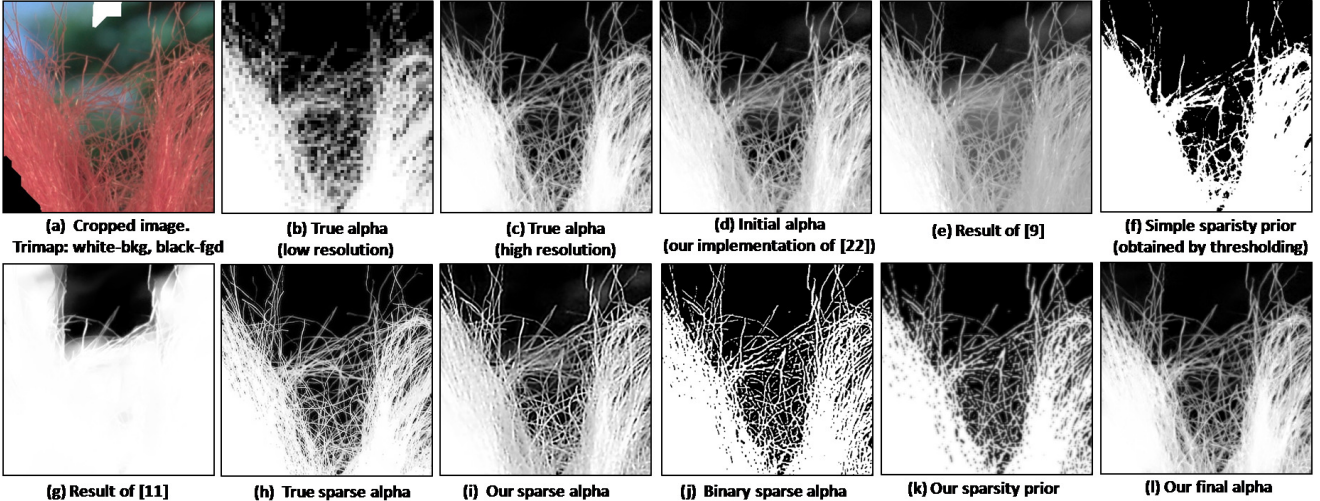 (a) Cropped image.
Trimap: white-bkg, black-fgd
(b) True alpha
(low resolution)
(c) True alpha
(high resolution)
(d) Initial alpha
(our implementation of [22])
(e) Result of [9]
(f) Simple sparisty prior
(obtained by thresholding)
(g) Result of [11]
(h) True sparse alpha
(i) Our sparse alpha
(j) Binary sparse alpha
(k) Our sparsity prior
(l) Our final alpha